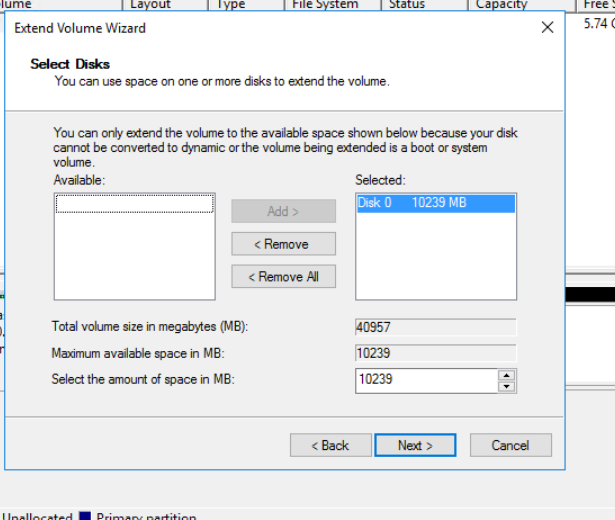 Layout Type File System Status Capacity
Extend Volume Wizard
5.74
Select Disks
You can use space on one or more disks to extend the volume.
You can only extend the volume to the available space shown below because your disk
cannot be converted to dynamic or the volume being extended is a boot or system
volume.
Available: Selected:
Disk 0 10239 MB
Add >
< Remove
< Remove All
Total volume size in megabytes (MB): 40957
Maximum available space in MB: 10239
Select the amount of space in MB: 10239
< Back Next > Cancel
Unallocated Primary partition